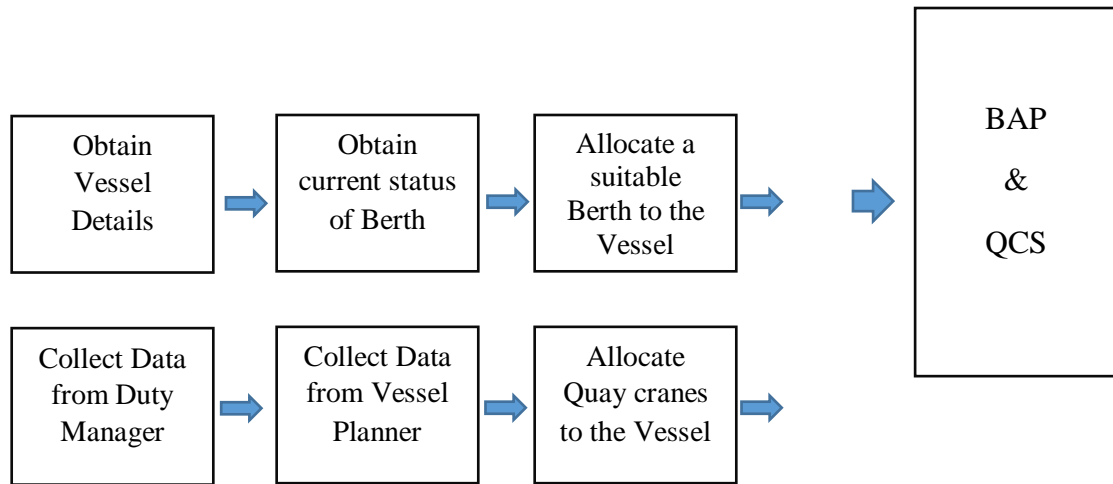 Obtain
Vessel
Details
Obtain
current status
of Berth
Allocate a
suitable
Berth to the
Vessel
BAP
&
QCS
Collect Data
from Duty
Manager
Collect Data
from Vessel
Planner
Allocate
Quay cranes
to the Vessel